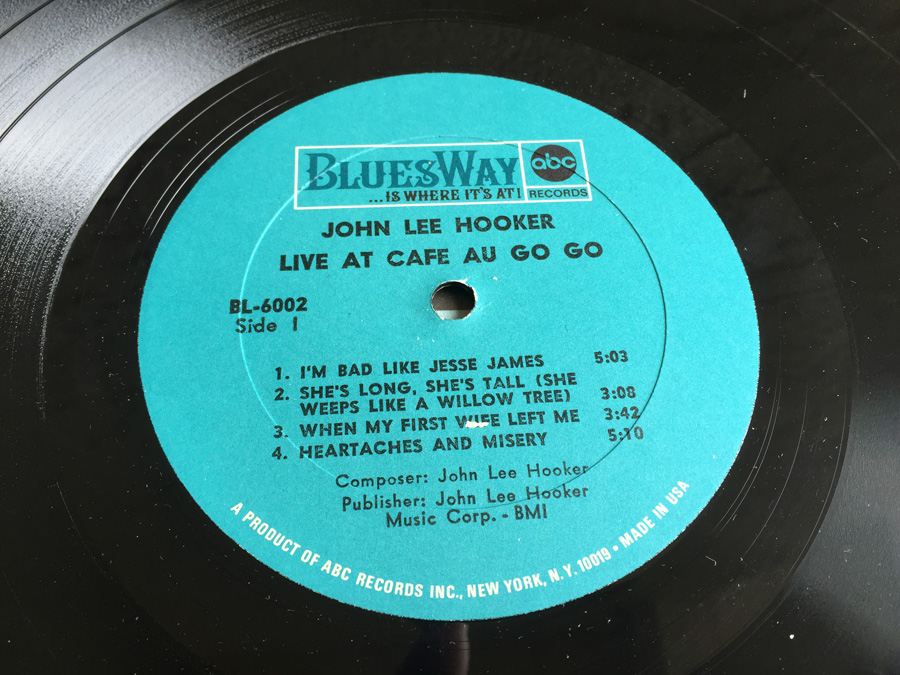 BLUESWAY
...IS WHERE IT'S AT!
abc
RECORDS
JOHN LEE HOOKER
LIVE AT CAFE AU GO GO
BL-6002
Side 1
1. I'M BAD LIKE JESSE JAMES 5:03
2. SHE'S LONG, SHE'S TALL (SHE
WEEPS LIKE A WILLOW TREE) 3:08
3. WHEN MY FIRST WIFE LEFT ME 3:42
4. HEARTACHES AND MISERY 5:10
Composer: John Lee Hooker
Publisher: John Lee Hooker
Music Corp. - BMI
A PRODUCT OF ABC RECORDS INC., NEW YORK, N.Y. 10019 • MADE IN USA